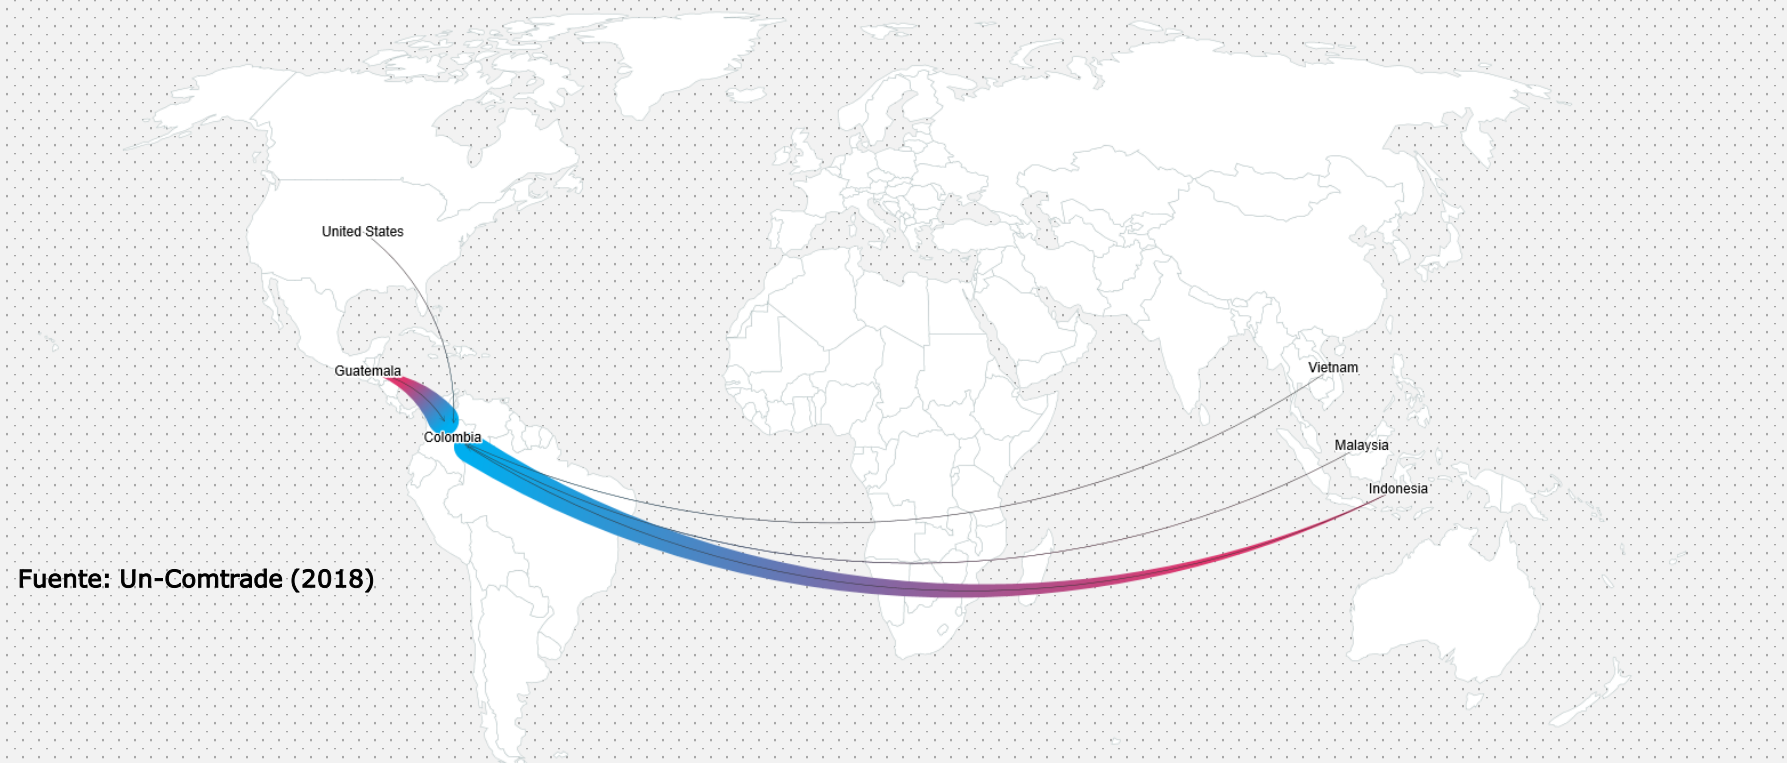 United States
Guatemala
Vietnam
Colombia
Malaysia
Indonesia
Fuente: Un-Comtrade (2018)